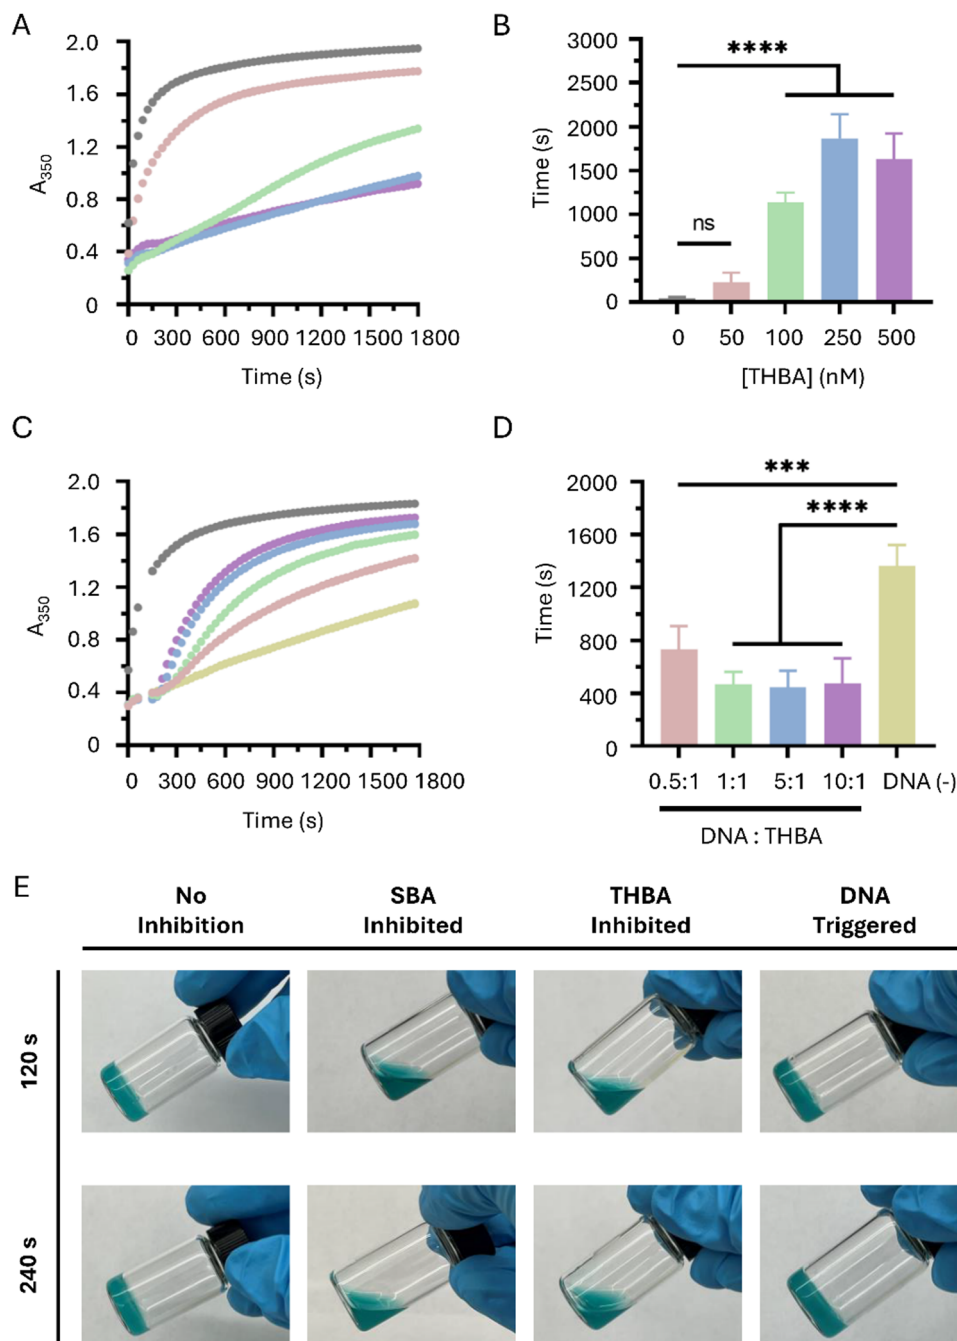 A
2.0
1.6
1.2
0.8
0.4
0
A350
0 300 600 900 1200 1500 1800
Time (s)
B
3000
2500
2000
1500
1000
500
0
Time (s)
****
ns
0 50 100 250 500
[THBA] (nM)
C
2.0
1.6
1.2
0.8
0.4
0
A350
0 300 600 900 1200 1500 1800
Time (s)
D
2000
1600
1200
800
400
0
Time (s)
***
****
0.5:1 1:1 5:1 10:1 DNA (-)
DNA : THBA
E
No
Inhibition
SBA
Inhibited
THBA
Inhibited
DNA
Triggered
120 s
240 s